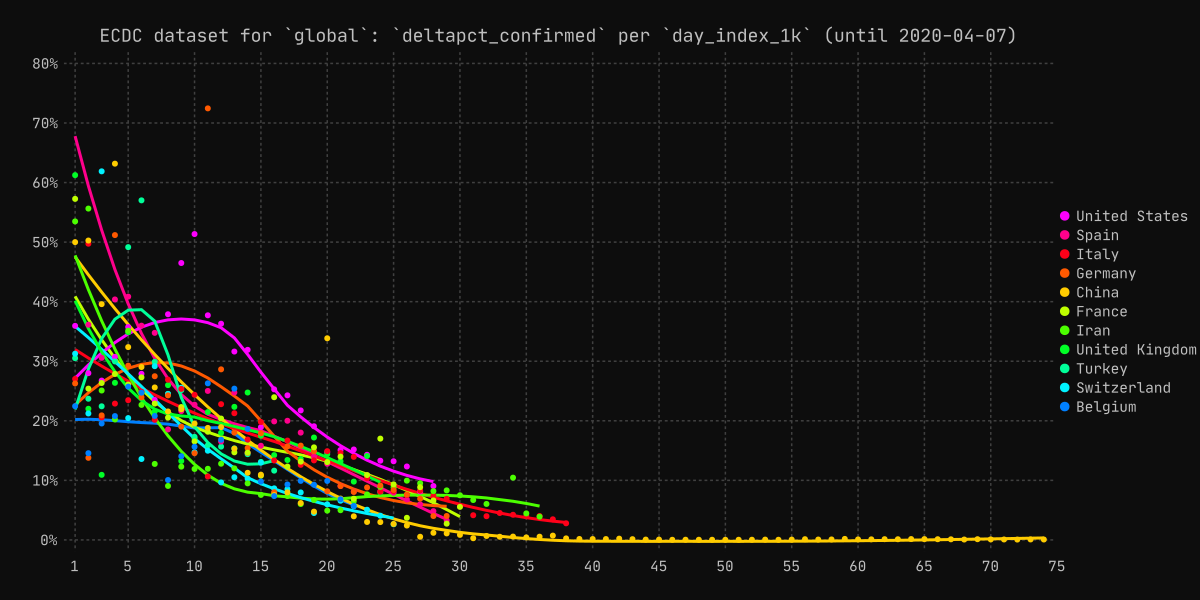 ECDC dataset for `global`: `deltapct_confirmed` per `day_index_1k` (until 2020-04-07)
80%
70%
60%
50%
40%
30%
20%
10%
0%
1 5 10 15 20 25 30 35 40 45 50 55 60 65 70 75
United States
Spain
Italy
Germany
China
France
Iran
United Kingdom
Turkey
Switzerland
Belgium